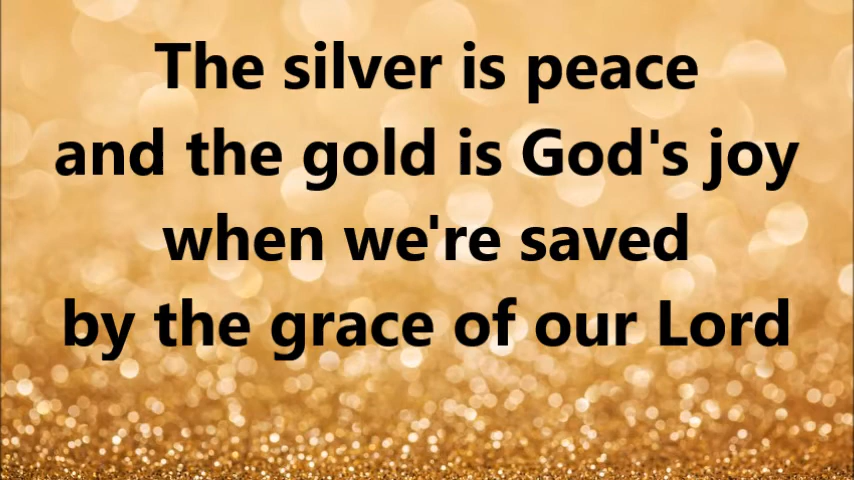 The silver is peace
and the gold is God's joy
when we're saved
by the grace of our Lord